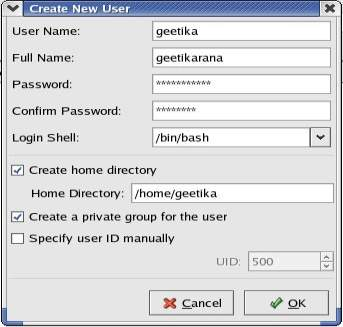 Create New User
User Name: geetika
Full Name: geetikarana
Password: ***********
Confirm Password: ********
Login Shell: /bin/bash
Create home directory
Home Directory: /home/geetika
Create a private group for the user
Specify user ID manually
UID: 500
Cancel OK